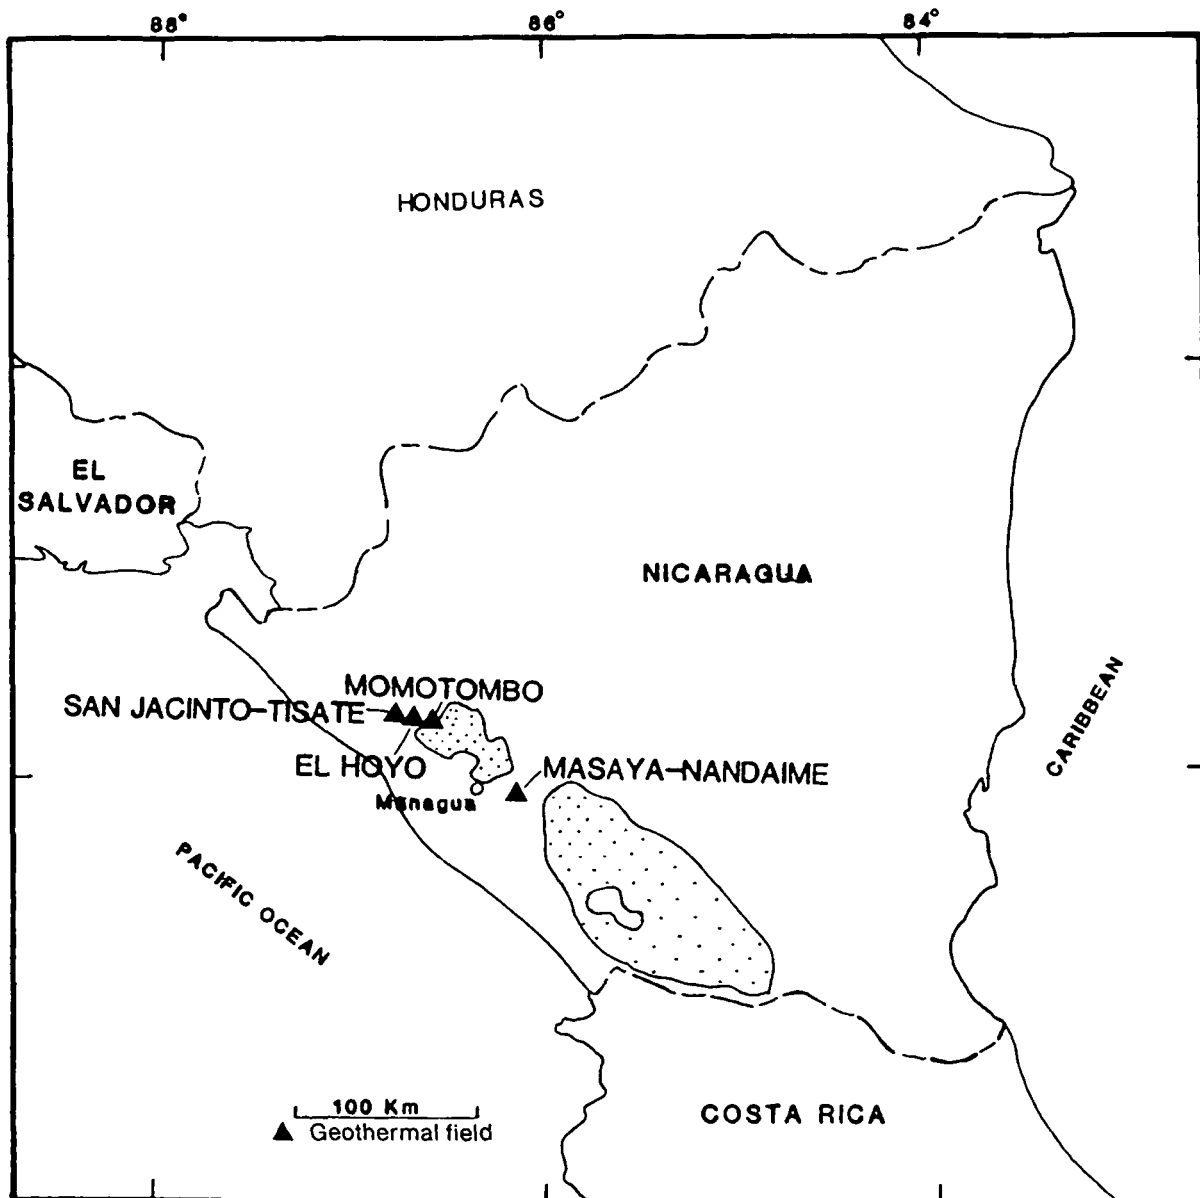 88°
86°
84°
HONDURAS
EL
SALVADOR
NICARAGUA
MOMOTOMBO
SAN JACINTO-TISATE
EL HOYO
MASAYA-NANDAIME
Managua
CARIBBEAN
PACIFIC OCEAN
100 Km
Geothermal field
COSTA RICA